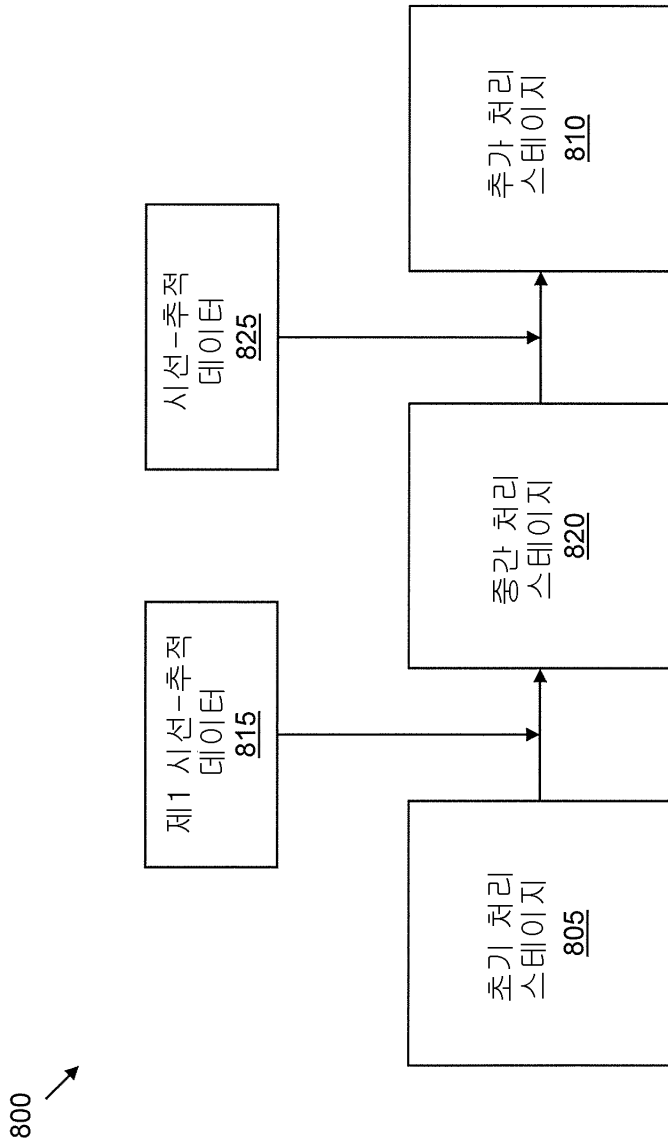 800
제1 시선-추적
데이터
815
시선-추적
데이터
825
초기 처리
스테이지
805
중간 처리
스테이지
820
추가 처리
스테이지
810